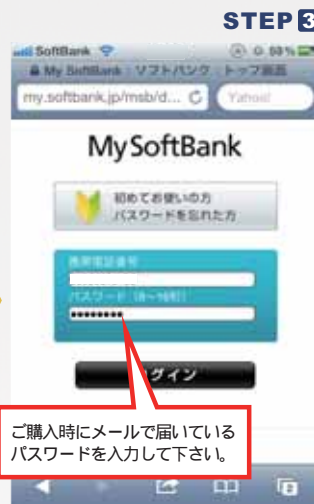 STEP3
SoftBank 98%
My SoftBank | ソフトバンク | トップ画面
my.softbank.jp/msb/d...
Yahoo!
My SoftBank
初めてお使いの方
パスワードを忘れた方
携帯電話番号
パスワード (8～16桁)
•••••••••
ログイン
ご購入時にメールで届いている
パスワードを入力して下さい。